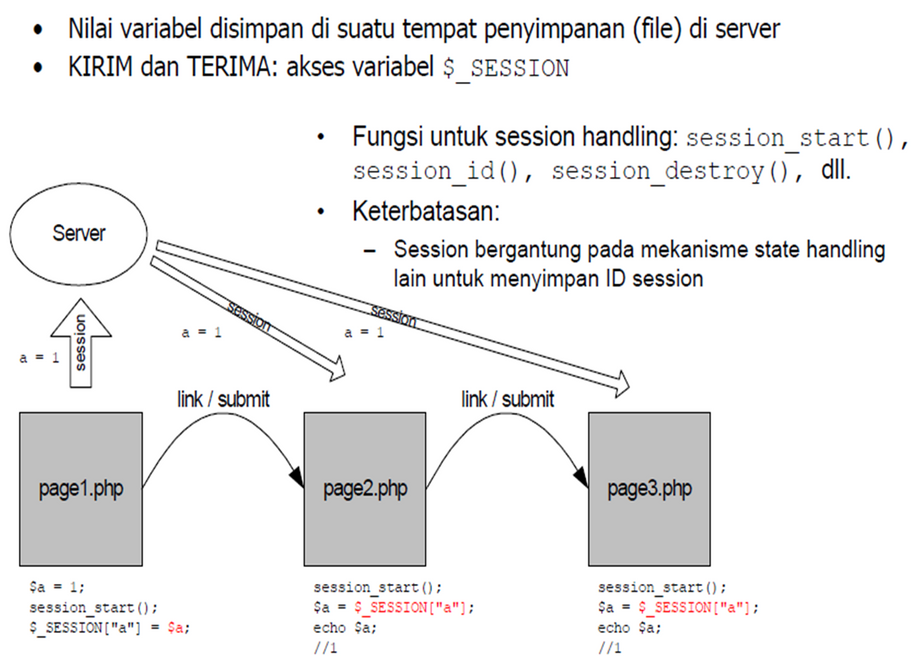 • Nilai variabel disimpan di suatu tempat penyimpanan (file) di server
• KIRIM dan TERIMA: akses variabel $_SESSION
• Fungsi untuk session handling: session_start(),
session_id(), session_destroy(), dll.
• Keterbatasan:
– Session bergantung pada mekanisme state handling
lain untuk menyimpan ID session
Server
session
a = 1
session
a = 1
session
a = 1
link / submit
link / submit
page1.php
page2.php
page3.php
$a = 1;
session_start();
$_SESSION["a"] = $a;
session_start();
$a = $_SESSION["a"];
echo $a;
//1
session_start();
$a = $_SESSION["a"];
echo $a;
//1